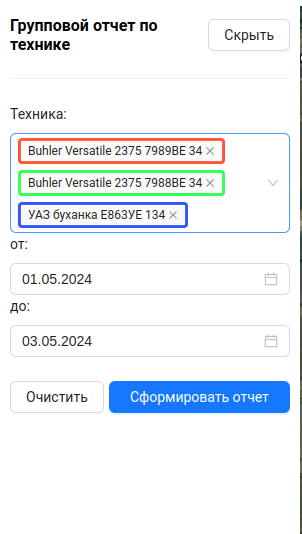 Групповой отчет по
технике
Скрыть
Техника:
Buhler Versatile 2375 7989ВЕ 34
Buhler Versatile 2375 7988ВЕ 34
УАЗ буханка Е863УЕ 134
от:
01.05.2024
до:
03.05.2024
Очистить
Сформировать отчет